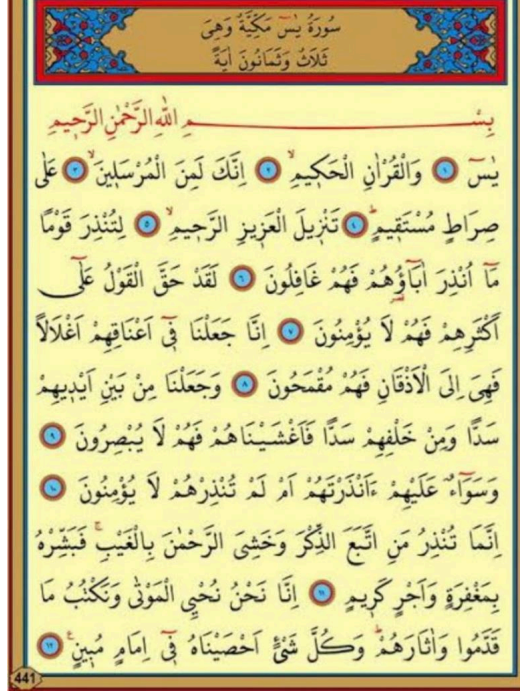 سُورَةُ يٰسٓ مَكِّيَّةٌ وَهِيَ
ثَلَاثٌ وَثَمَانُونَ اٰيَةً
بِسْمِ اللّٰهِ الرَّحْمٰنِ الرَّحٖيمِ
يٰسٓ ﴿١﴾ وَالْقُرْاٰنِ الْحَكٖيمِۙ ﴿٢﴾ اِنَّكَ لَمِنَ الْمُرْسَلٖينَۙ ﴿٣﴾ عَلٰى
صِرَاطٍ مُسْتَقٖيمٍؕ ﴿٤﴾ تَنْزٖيلَ الْعَزٖيزِ الرَّحٖيمِۙ ﴿٥﴾ لِتُنْذِرَ قَوْمًا
مَٓا اُنْذِرَ اٰبَٓاؤُ۬هُمْ فَهُمْ غَافِلُونَ ﴿٦﴾ لَقَدْ حَقَّ الْقَوْلُ عَلٰٓى
اَكْثَرِهِمْ فَهُمْ لَا يُؤْمِنُونَ ﴿٧﴾ اِنَّا جَعَلْنَا فٖٓي اَعْنَاقِهِمْ اَغْلَالًا
فَهِيَ اِلَى الْاَذْقَانِ فَهُمْ مُقْمَحُونَ ﴿٨﴾ وَجَعَلْنَا مِنْ بَيْنِ اَيْدٖيهِمْ
سَدًّا وَمِنْ خَلْفِهِمْ سَدًّا فَاَغْشَيْنَاهُمْ فَهُمْ لَا يُبْصِرُونَ ﴿٩﴾
وَسَوَٓاءٌ عَلَيْهِمْ ءَاَنْذَرْتَهُمْ اَمْ لَمْ تُنْذِرْهُمْ لَا يُؤْمِنُونَ ﴿١٠﴾
اِنَّمَا تُنْذِرُ مَنِ اتَّبَعَ الذِّكْرَ وَخَشِيَ الرَّحْمٰنَ بِالْغَيْبِۚ فَبَشِّرْهُ
بِمَغْفِرَةٍ وَاَجْرٍ كَرٖيمٍ ﴿١١﴾ اِنَّا نَحْنُ نُحْيِ الْمَوْتٰى وَنَكْتُبُ مَا
قَدَّمُوا وَاٰثَارَهُمْؕ وَكُلَّ شَيْءٍ اَحْصَيْنَاهُ فٖٓي اِمَامٍ مُبٖينٍۚ ﴿١٢﴾
441